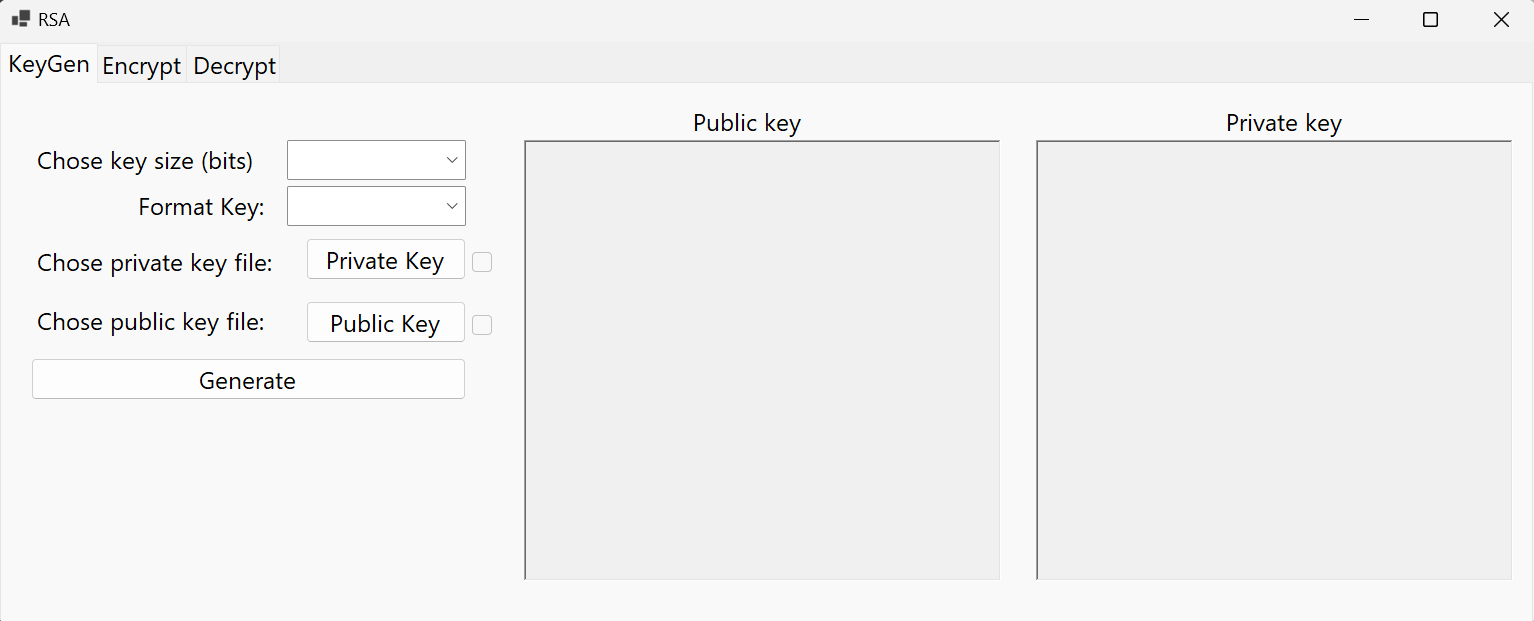 RSA
KeyGen Encrypt Decrypt
Public key Private key
Chose key size (bits)
Format Key:
Chose private key file: Private Key
Chose public key file: Public Key
Generate